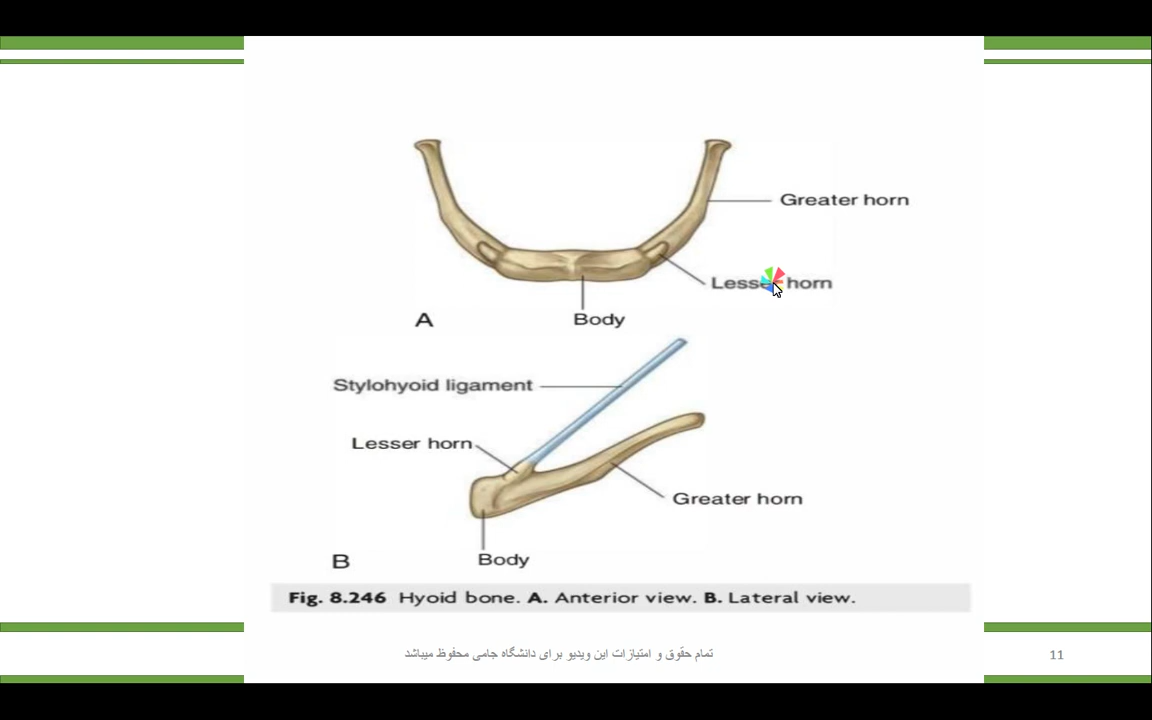 Greater horn
Lesser horn
A
Body
Stylohyoid ligament
Lesser horn
Greater horn
B
Body
Fig. 8.246 Hyoid bone. A. Anterior view. B. Lateral view.
تمام حقوق و امتیازات این ویدیو برای دانشگاه جامی محفوظ میباشد
11